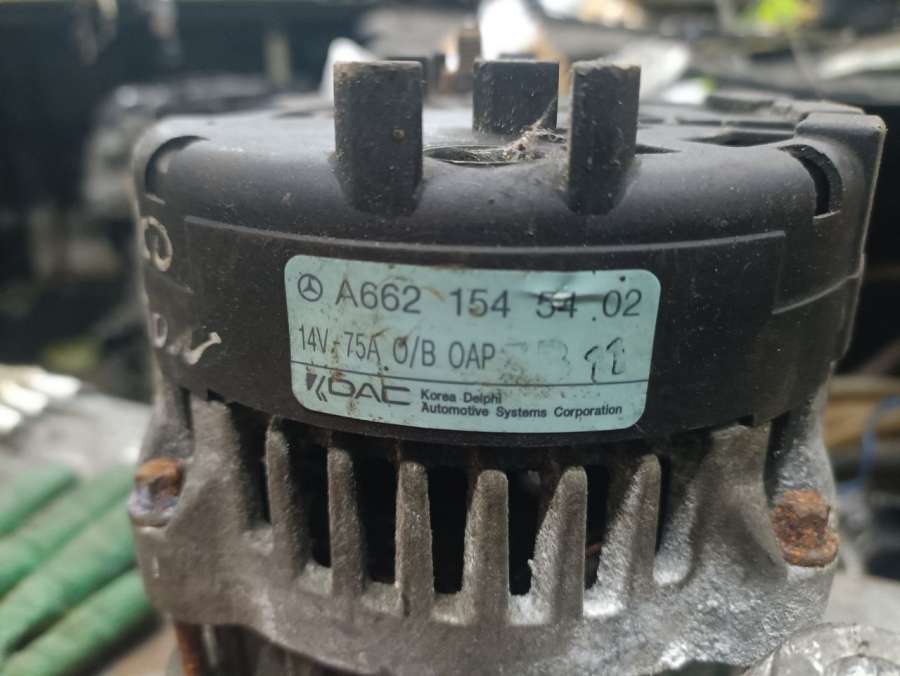 A662 154 54 02
14V-75A O/B OAP
KDAC Korea Delphi
Automotive Systems Corporation